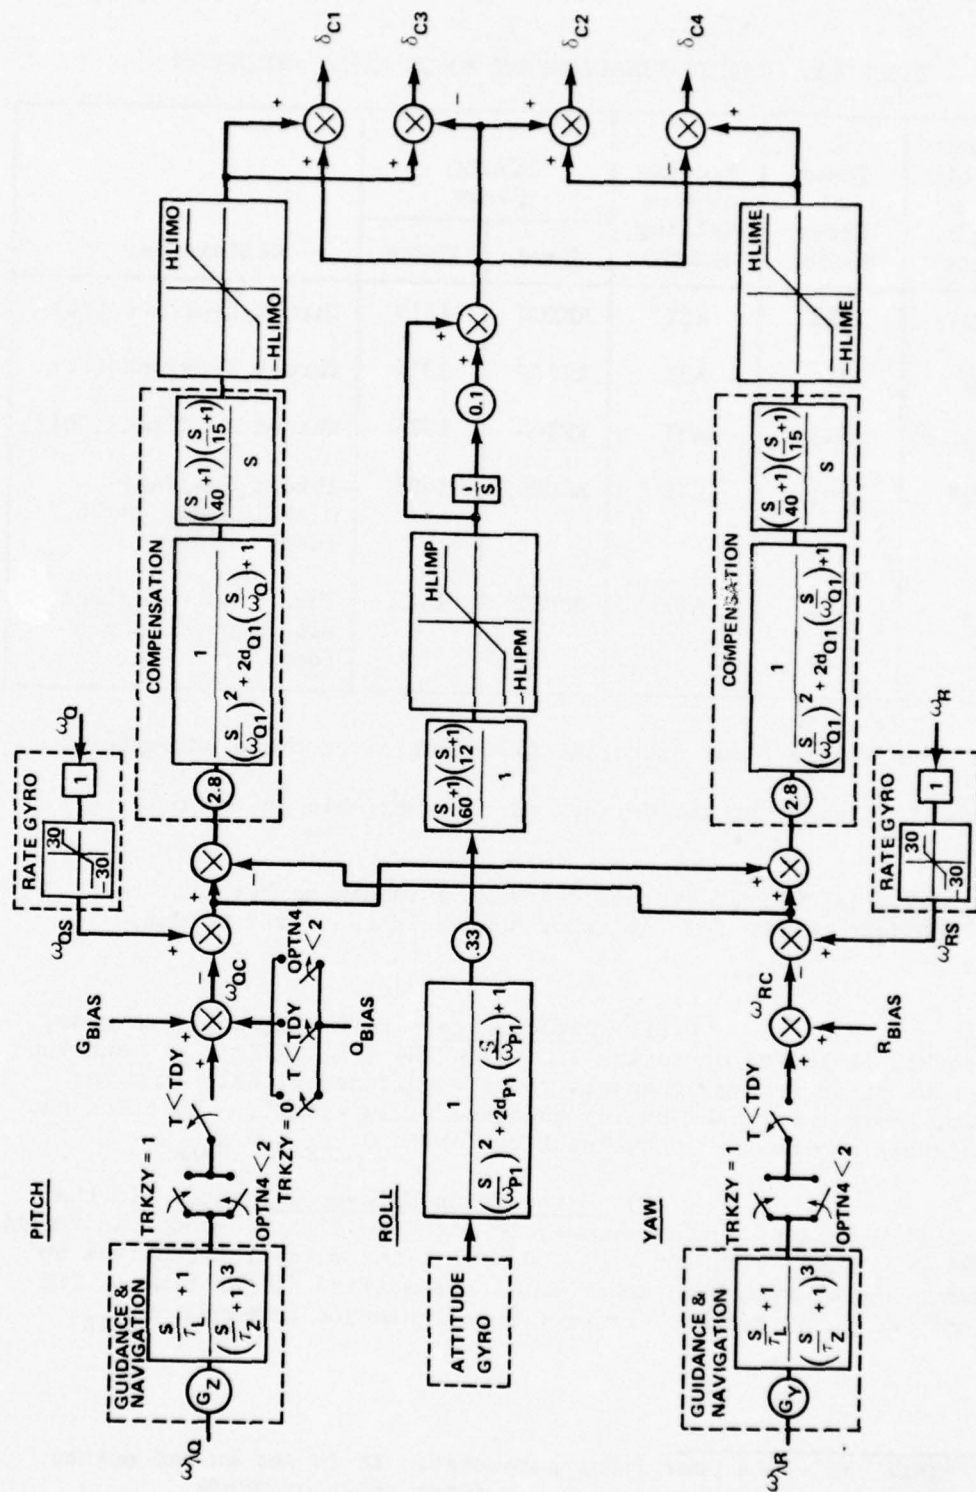 PITCH
GUIDANCE &
NAVIGATION
ω_ΛQ
G_Z
S/τ_L + 1
(S/τ_Z + 1)^3
TRKZY = 1
OPTN4 < 2
T < TDY
G_BIAS
+
+
ω_QC
TRKZY = 0
T < TDY
OPTN4 < 2
Q_BIAS
−
+
ω_QS
RATE GYRO
30
−30
1
ω_Q
+
−
COMPENSATION
2.8
1
(S/ω_Q1)^2 + 2d_Q1 (S/ω_Q) + 1
(S/40 +1)(S/15 +1)
S
HLIMO
−HLIMO
+
+
δ_C1
+
−
δ_C3
ROLL
ATTITUDE
GYRO
1
(S/ω_P1)^2 + 2d_P1 (S/ω_P1) + 1
.33
(S/60 +1)(S/12 +1)
1
HLIMP
−HLIPM
1/S
0.1
+
+
+
+
δ_C2
+
+
δ_C4
YAW
GUIDANCE &
NAVIGATION
ω_ΛR
G_Y
S/τ_L + 1
(S/τ_Z + 1)^3
TRKZY = 1
OPTN4 < 2
T < TDY
+
+
R_BIAS
ω_RC
−
+
ω_RS
RATE GYRO
30
−30
1
ω_R
+
+
COMPENSATION
2.8
1
(S/ω_Q1)^2 + 2d_Q1 (S/ω_Q1) +1
(S/40 +1)(S/15 +1)
S
HLIME
−HLIME